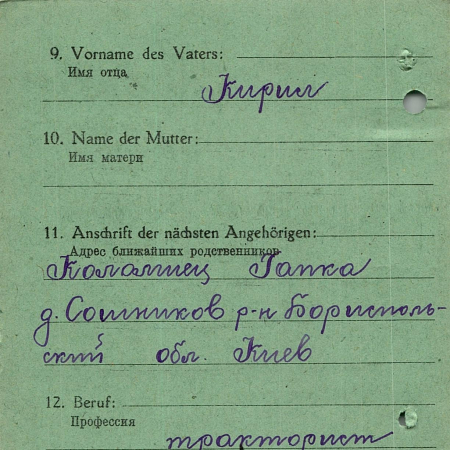 9. Vorname des Vaters:
Имя отца
Кирил
10. Name der Mutter:
Имя матери
11. Anschrift der nächsten Angehörigen:
Адрес ближайших родственников
Коломиец Гапка
д. Сошников р-н Борисполь-
ский обл. Киев
12. Beruf:
Профессия
тракторист